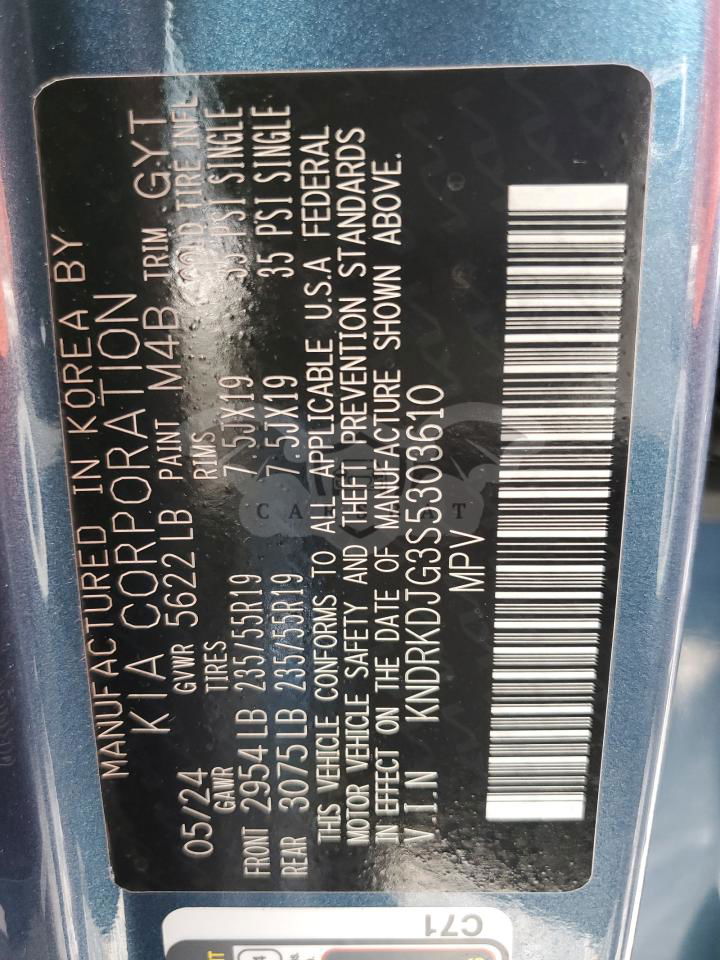 MANUFACTURED IN KOREA BY
KIA CORPORATION
05/24 GVWR 5622 LB PAINT M4B TRIM GYT
GAWR TIRES RIMS COLD TIRE INFL
FRONT 2954 LB 235/55R19 7.5JX19 35 PSI SINGLE
REAR 3075 LB 235/55R19 7.5JX19 35 PSI SINGLE
THIS VEHICLE CONFORMS TO ALL APPLICABLE U.S.A FEDERAL
MOTOR VEHICLE SAFETY AND THEFT PREVENTION STANDARDS
IN EFFECT ON THE DATE OF MANUFACTURE SHOWN ABOVE.
V.I.N KNDRKDJG3S5303610
MPV
C71